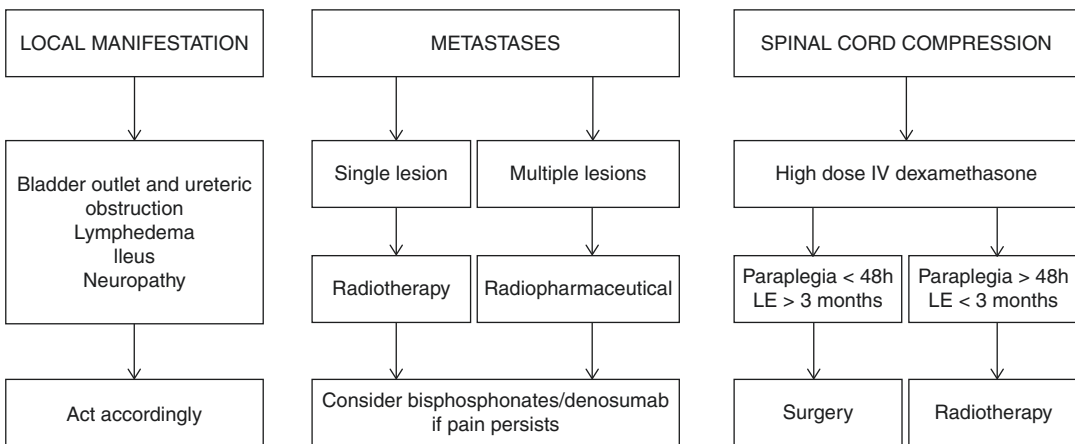 LOCAL MANIFESTATION
Bladder outlet and ureteric
obstruction
Lymphedema
Ileus
Neuropathy
Act accordingly
METASTASES
Single lesion
Multiple lesions
Radiotherapy
Radiopharmaceutical
Consider bisphosphonates/denosumab
if pain persists
SPINAL CORD COMPRESSION
High dose IV dexamethasone
Paraplegia < 48h
LE > 3 months
Paraplegia > 48h
LE < 3 months
Surgery
Radiotherapy